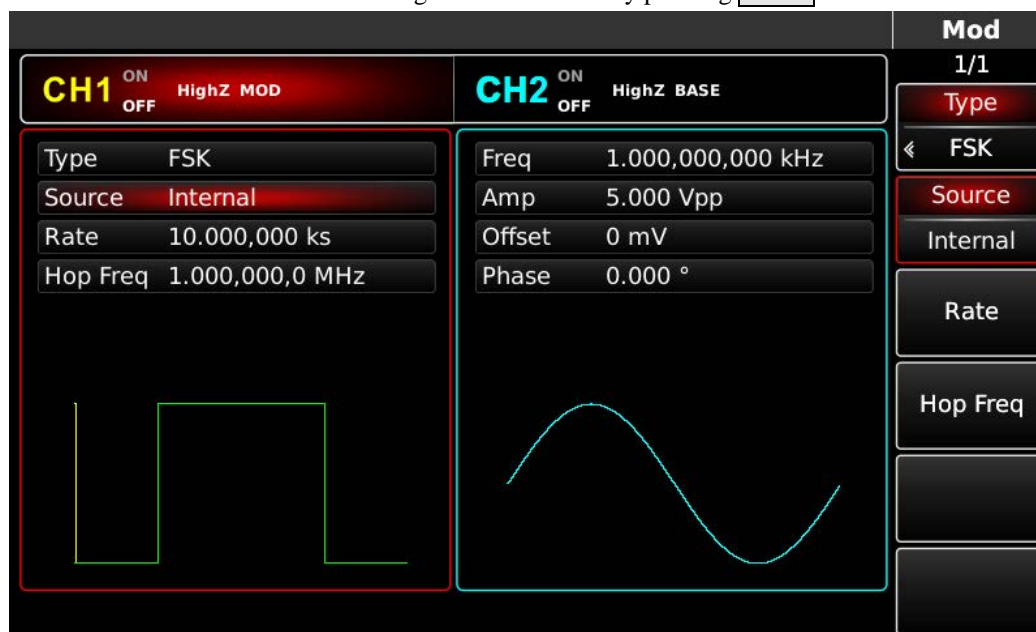 Mod
1/1
CH1 ON OFF HighZ MOD
CH2 ON OFF HighZ BASE
Type FSK
Source Internal
Rate 10.000,000 ks
Hop Freq 1.000,000,0 MHz
Freq 1.000,000,000 kHz
Amp 5.000 Vpp
Offset 0 mV
Phase 0.000 °
Type
« FSK
Source
Internal
Rate
Hop Freq